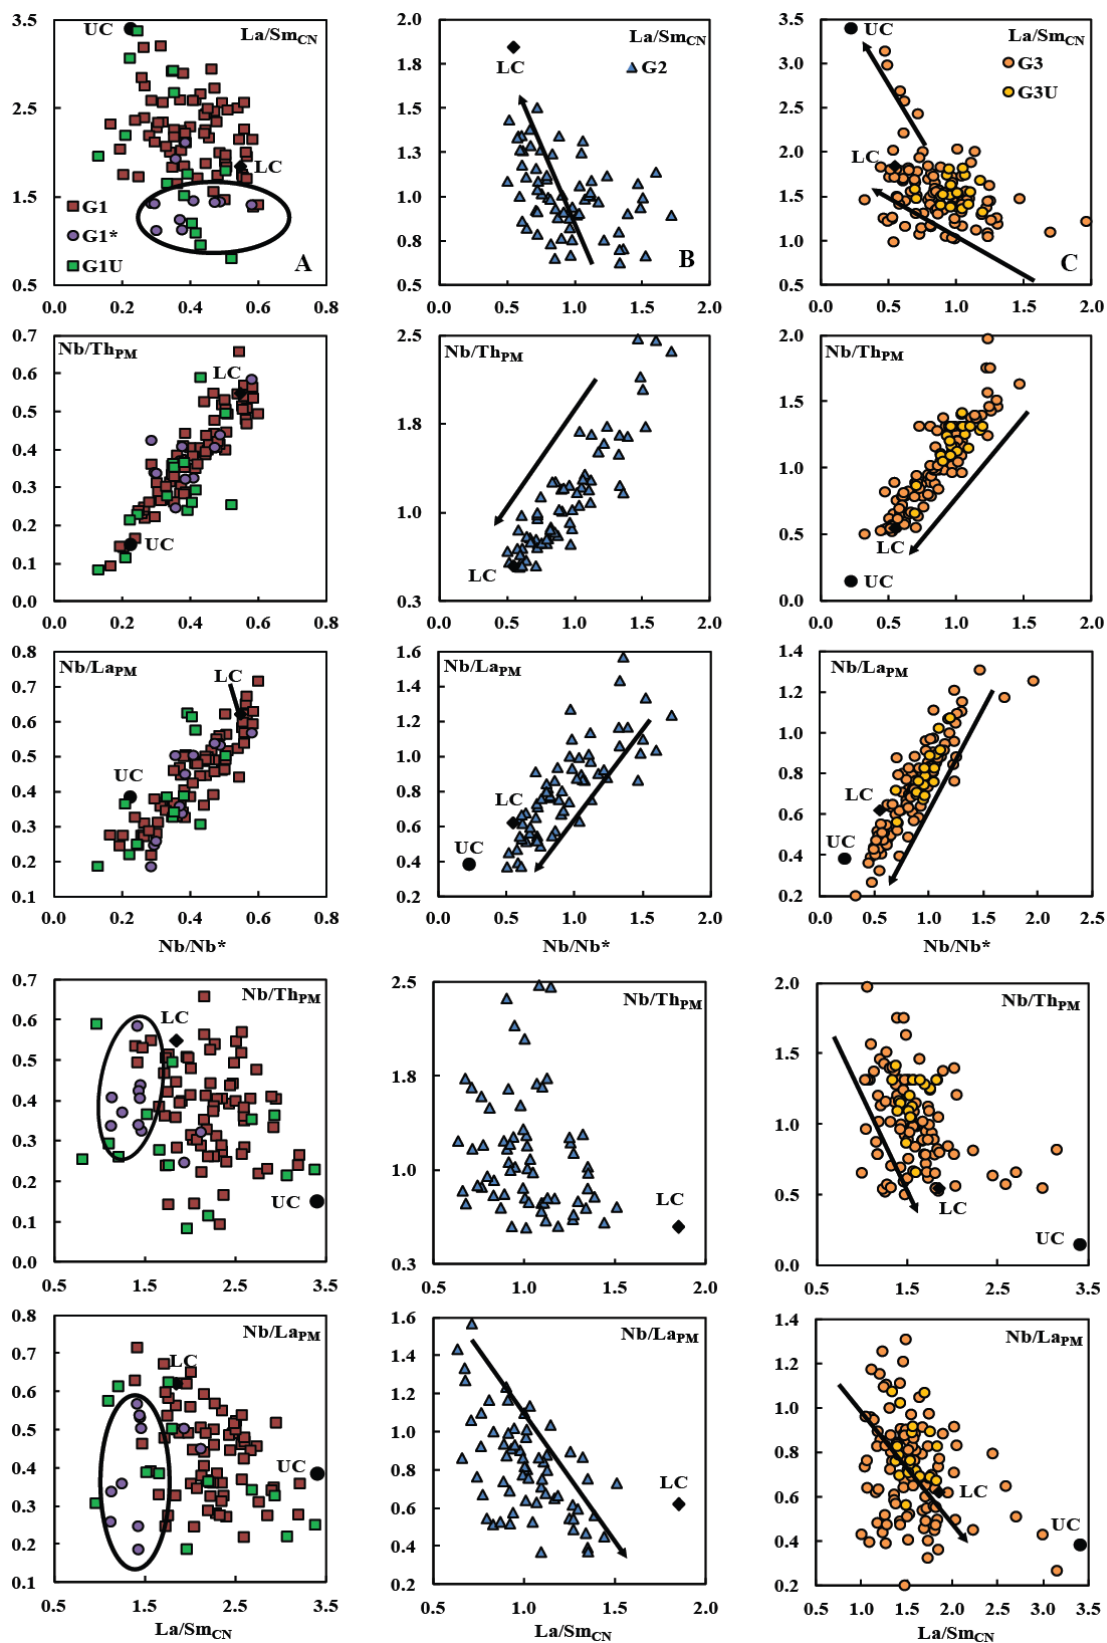 3.5 UC La/SmCN
2.5
LC
1.5 G1
G1*
G1U A
0.5
0.0 0.2 0.4 0.6 0.8
2.0 La/SmCN
1.8 LC G2
1.5
1.3
1.0
0.8 B
0.5
0.0 0.5 1.0 1.5 2.0
3.5 UC La/SmCN
3.0 G3
2.5 G3U
2.0 LC
1.5
1.0 C
0.5
0.0 0.5 1.0 1.5 2.0
0.7 Nb/ThPM
0.6 LC
0.5
0.4
0.3
0.2 UC
0.1
0.0
0.0 0.2 0.4 0.6 0.8
2.5 Nb/ThPM
1.8
1.0
LC
0.3
0.0 0.5 1.0 1.5 2.0
2.0 Nb/ThPM
1.5
1.0
0.5 LC
UC
0.0
0.0 0.5 1.0 1.5 2.0
0.8 Nb/LaPM
0.7 LC
0.6
0.5
0.4 UC
0.3
0.2
0.1
0.0 0.2 0.4 0.6 0.8
Nb/Nb*
1.6 Nb/LaPM
1.4
1.2
1.0
0.8 LC
0.6
0.4 UC
0.2
0.0 0.5 1.0 1.5 2.0
Nb/Nb*
1.4 Nb/LaPM
1.2
1.0
0.8
0.6 LC
0.4 UC
0.2
0.0 0.5 1.0 1.5 2.0 2.5
Nb/Nb*
0.7 Nb/ThPM
0.6 LC
0.5
0.4
0.3
0.2 UC
0.1
0.0
0.5 1.5 2.5 3.5
2.5 Nb/ThPM
1.8
1.0
LC
0.3
0.0 0.5 1.0 1.5 2.0
2.0 Nb/ThPM
1.5
1.0
0.5 LC
UC
0.0
0.5 1.5 2.5 3.5
0.8 Nb/LaPM
0.7 LC
0.6
0.5
0.4 UC
0.3
0.2
0.1
0.5 1.5 2.5 3.5
La/SmCN
1.6 Nb/LaPM
1.4
1.2
1.0
0.8 LC
0.6
0.4
0.2
0.0 0.5 1.0 1.5 2.0
La/SmCN
1.4 Nb/LaPM
1.2
1.0
0.8
0.6 LC
0.4 UC
0.2
0.5 1.0 1.5 2.0 2.5 3.0 3.5
La/SmCN